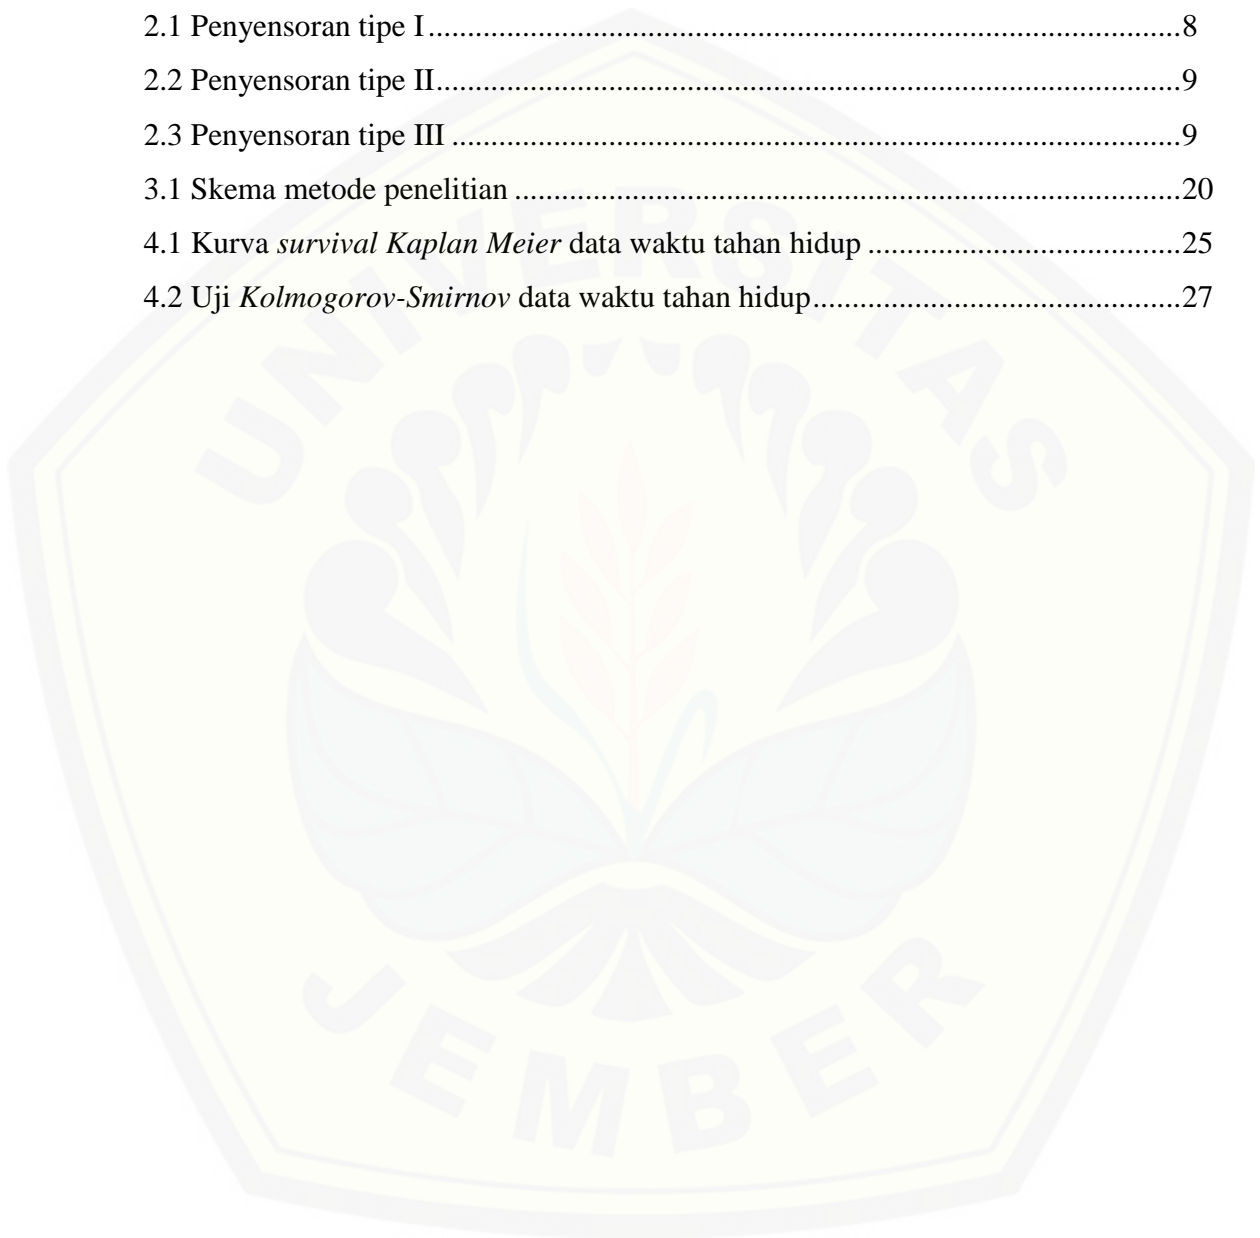 2.1 Penyensoran tipe I...............................................................................................8
2.2 Penyensoran tipe II..............................................................................................9
2.3 Penyensoran tipe III ............................................................................................9
3.1 Skema metode penelitian ....................................................................................20
4.1 Kurva survival Kaplan Meier data waktu tahan hidup .......................................25
4.2 Uji Kolmogorov-Smirnov data waktu tahan hidup..............................................27
UNIVERSITAS
JEMBER